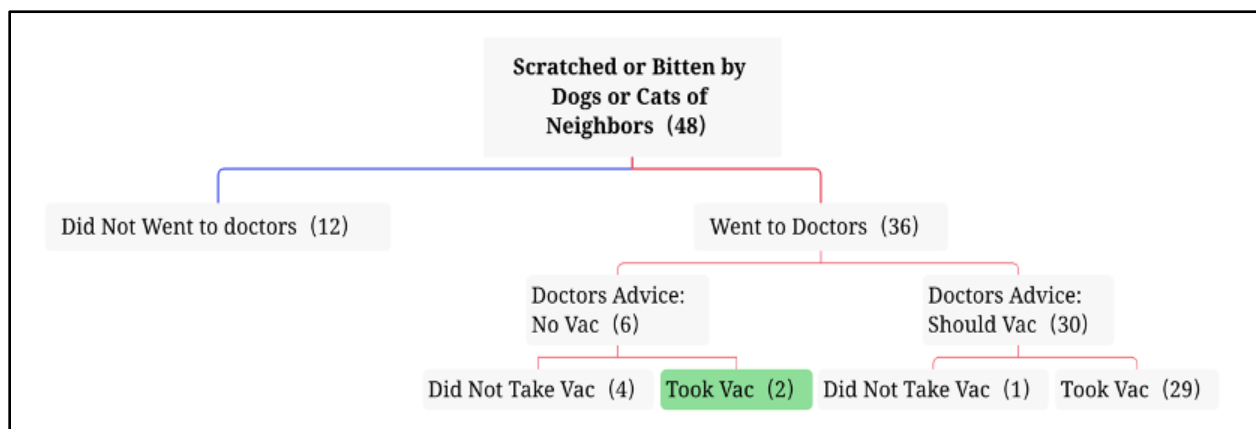 Scratched or Bitten by
Dogs or Cats of
Neighbors (48)
Did Not Went to doctors (12)
Went to Doctors (36)
Doctors Advice:
No Vac (6)
Doctors Advice:
Should Vac (30)
Did Not Take Vac (4)
Took Vac (2)
Did Not Take Vac (1)
Took Vac (29)